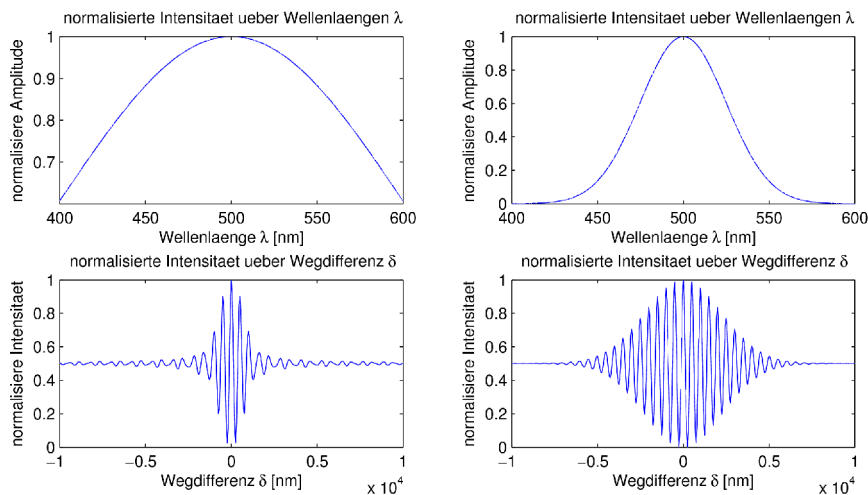 normalisierte Intensitaet ueber Wellenlaengen λ
normalisiere Amplitude
1
0.9
0.8
0.7
400 450 500 550 600
Wellenlaenge λ [nm]
normalisierte Intensitaet ueber Wellenlaengen λ
normalisiere Amplitude
1
0.8
0.6
0.4
0.2
0
400 450 500 550 600
Wellenlaenge λ [nm]
normalisierte Intensitaet ueber Wegdifferenz δ
normalisiere Intensitaet
1
0.8
0.6
0.4
0.2
0
−1 −0.5 0 0.5 1
Wegdifferenz δ [nm]
x 10⁴
normalisierte Intensitaet ueber Wegdifferenz δ
normalisiere Intensitaet
1
0.8
0.6
0.4
0.2
0
−1 −0.5 0 0.5 1
Wegdifferenz δ [nm]
x 10⁴